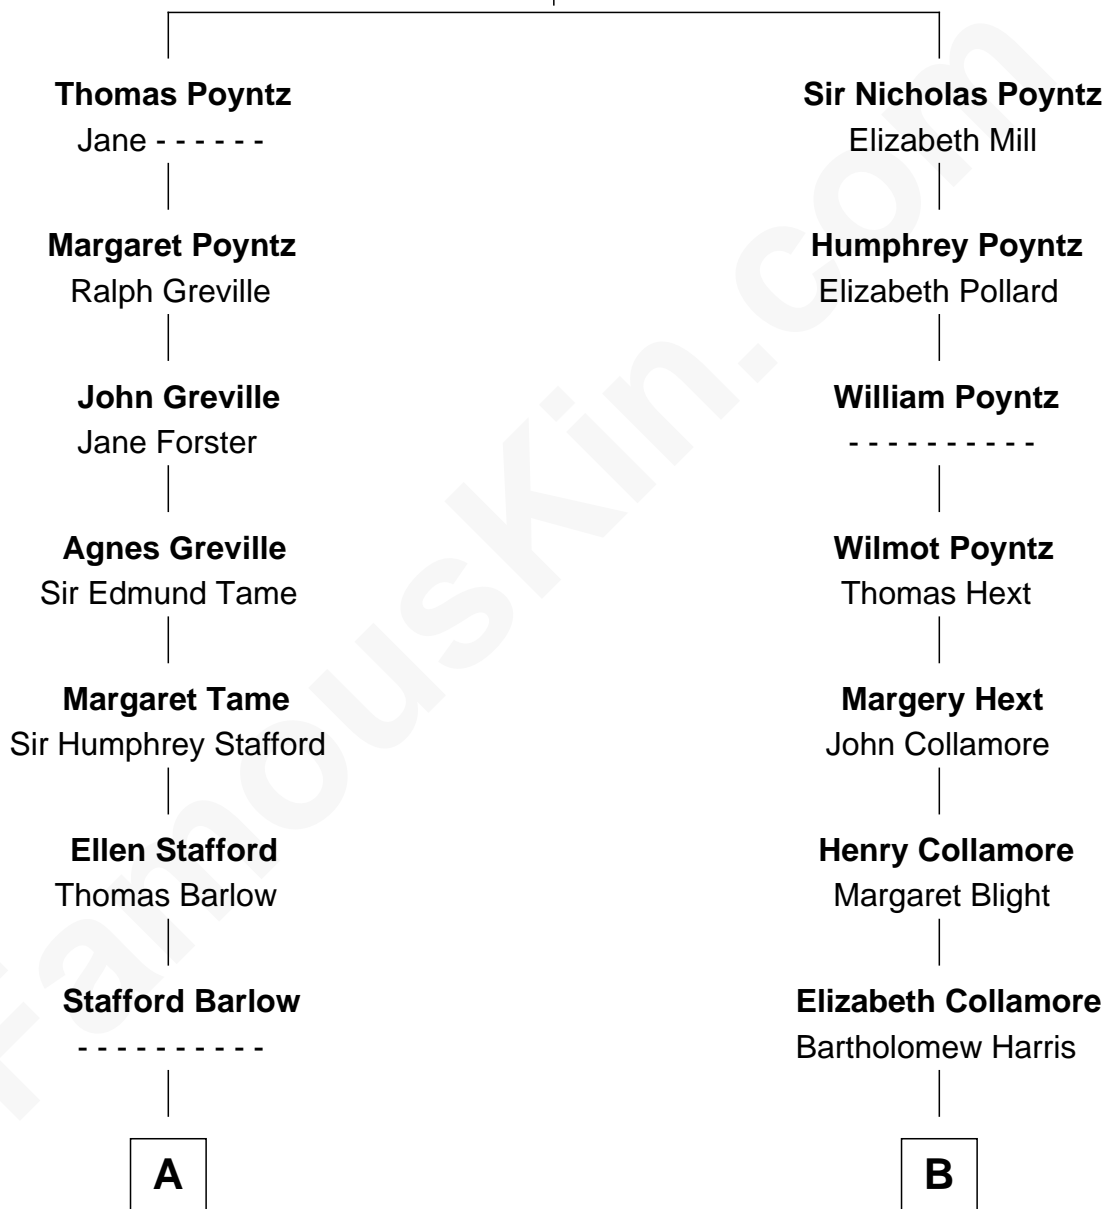 Thomas Poyntz
Jane - - - - - -
Margaret Poyntz
Ralph Greville
John Greville
Jane Forster
Agnes Greville
Sir Edmund Tame
Margaret Tame
Sir Humphrey Stafford
Ellen Stafford
Thomas Barlow
Stafford Barlow
- - - - - - - - - -
A
Sir Nicholas Poyntz
Elizabeth Mill
Humphrey Poyntz
Elizabeth Pollard
William Poyntz
- - - - - - - - - -
Wilmot Poyntz
Thomas Hext
Margery Hext
John Collamore
Henry Collamore
Margaret Blight
Elizabeth Collamore
Bartholomew Harris
B
FamousKin.com